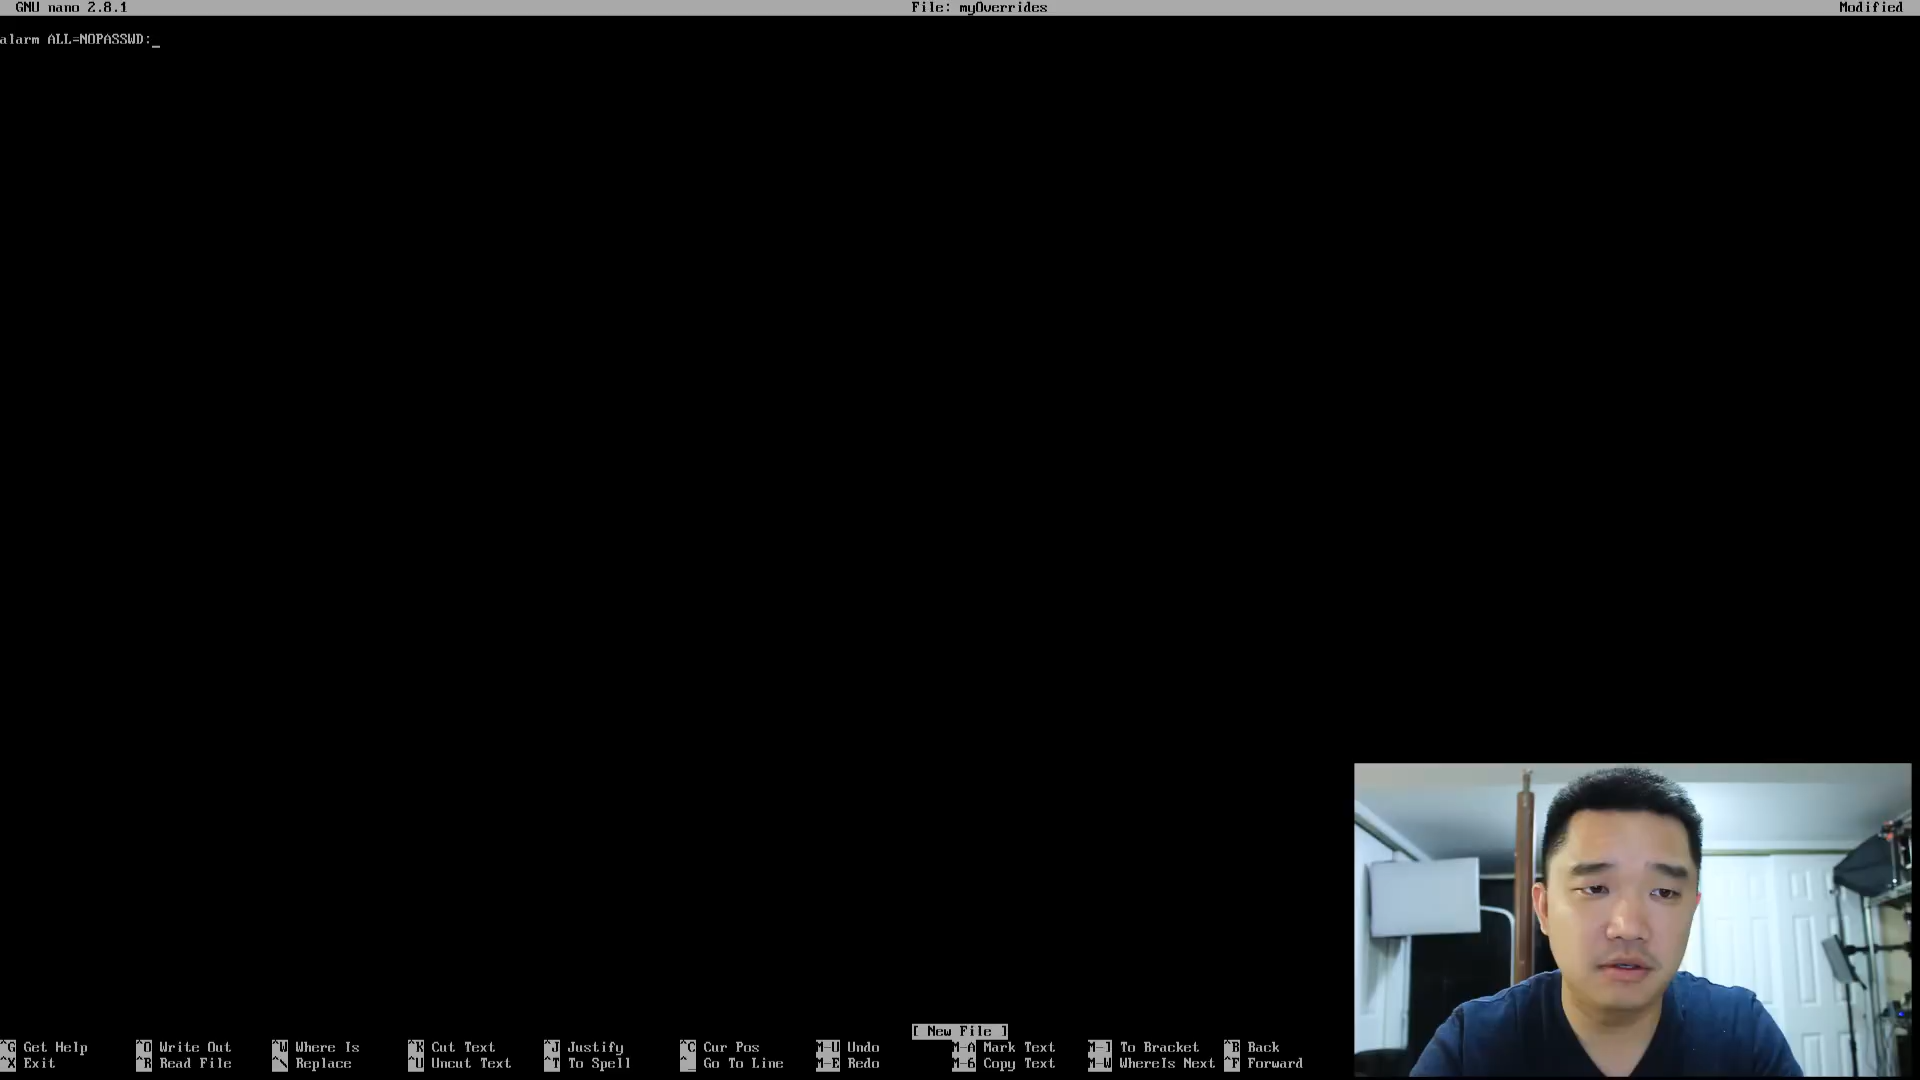 GNU nano 2.8.1 File: myOverrides Modified
alarm ALL=NOPASSWD:_
[ New File ]
^G Get Help ^O Write Out ^W Where Is ^K Cut Text ^J Justify ^C Cur Pos M-U Undo M-A Mark Text M-] To Bracket ^B Back
^X Exit ^R Read File ^\ Replace ^U Uncut Text ^T To Spell ^_ Go To Line M-E Redo M-6 Copy Text M-W WhereIs Next ^F Forward